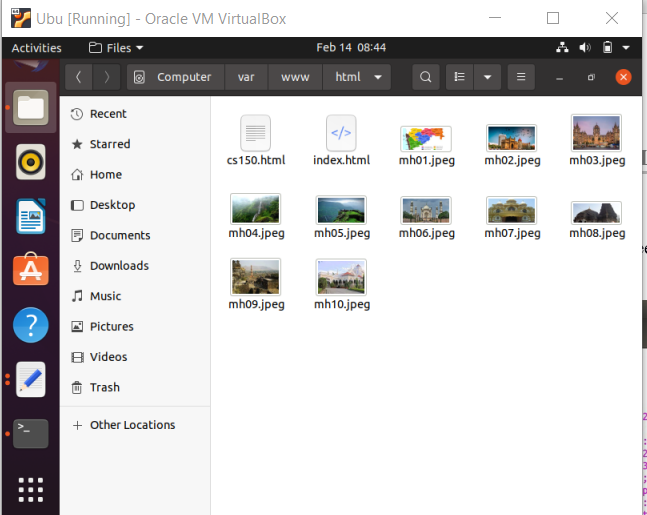 Ubu [Running] - Oracle VM VirtualBox
Activities Files Feb 14 08:44
Computer var www html
Recent
Starred
Home
Desktop
Documents
Downloads
Music
Pictures
Videos
Trash
Other Locations
cs150.html index.html mh01.jpeg mh02.jpeg mh03.jpeg
mh04.jpeg mh05.jpeg mh06.jpeg mh07.jpeg mh08.jpeg
mh09.jpeg mh10.jpeg